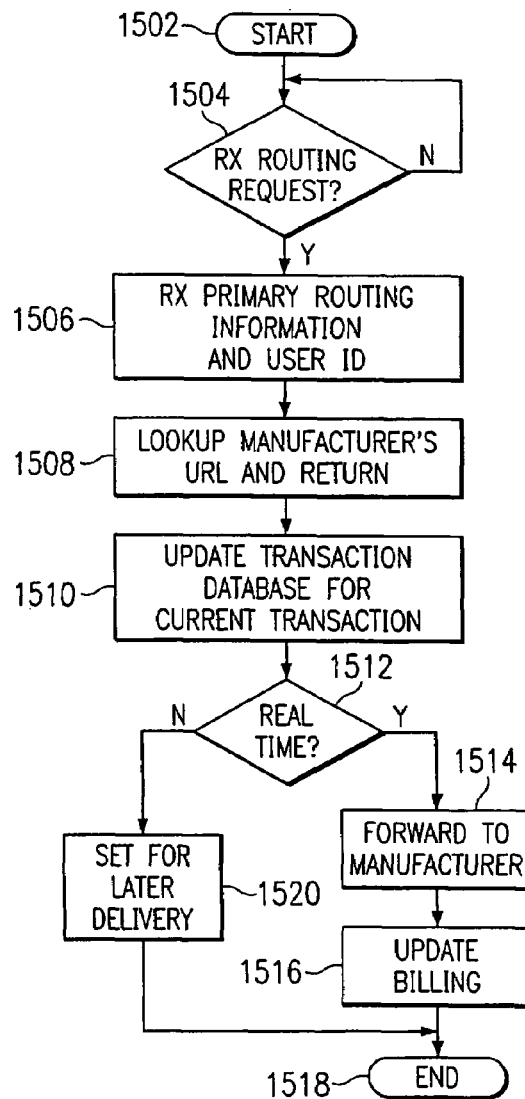 1502
START
1504
RX ROUTING
REQUEST?
N
Y
1506
RX PRIMARY ROUTING
INFORMATION
AND USER ID
1508
LOOKUP MANUFACTURER'S
URL AND RETURN
1510
UPDATE TRANSACTION
DATABASE FOR
CURRENT TRANSACTION
1512
N
REAL
TIME?
Y
1514
FORWARD TO
MANUFACTURER
SET FOR
LATER
DELIVERY
1520
1516
UPDATE
BILLING
1518
END